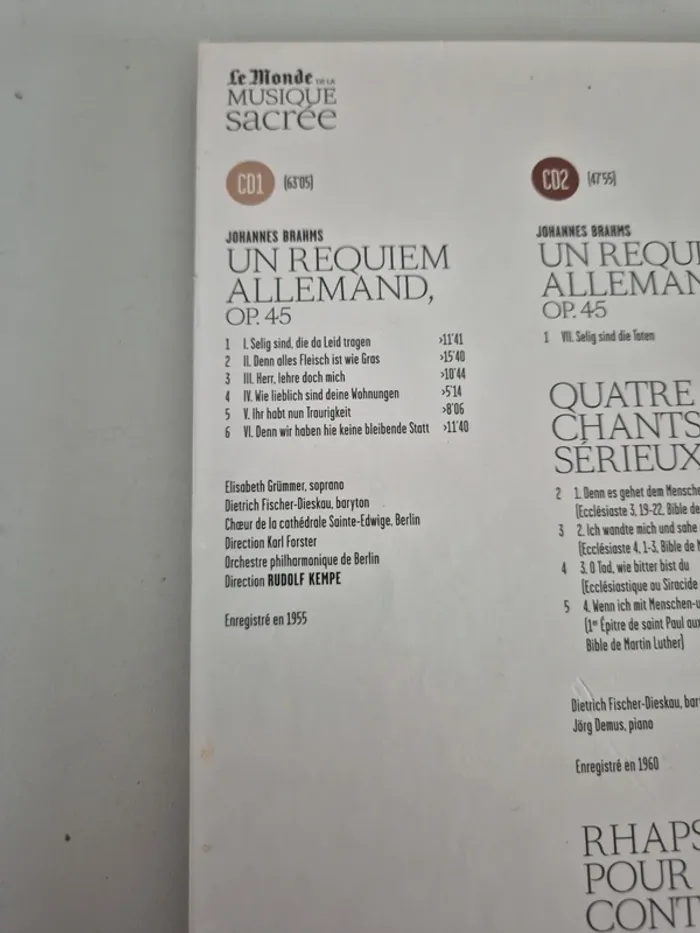 Le Monde DE LA
MUSIQUE
sacrée
CD1 (63'05)
JOHANNES BRAHMS
UN REQUIEM
ALLEMAND,
OP. 45
1 I. Selig sind, die da Leid tragen >11'41
2 II. Denn alles Fleisch ist wie Gras >15'40
3 III. Herr, lehre doch mich >10'44
4 IV. Wie lieblich sind deine Wohnungen >5'14
5 V. Ihr habt nun Traurigkeit >8'06
6 VI. Denn wir haben hie keine bleibende Statt >11'40
Elisabeth Grümmer, soprano
Dietrich Fischer-Dieskau, baryton
Chœur de la cathédrale Sainte-Edwige, Berlin
Direction Karl Forster
Orchestre philharmonique de Berlin
Direction RUDOLF KEMPE
Enregistré en 1955
CD2 (47'55)
JOHANNES BRAHMS
UN REQUI
ALLEMAN
OP. 45
1 VII. Selig sind die Toten
QUATRE
CHANTS
SÉRIEUX
2 1. Denn es gehet dem Mensche
(Ecclésiaste 3, 19-22, Bible de
3 2. Ich wandte mich und sahe
(Ecclésiaste 4, 1-3, Bible de M
4 3. O Tod, wie bitter bist du
(Ecclésiastique ou Siracide
5 4. Wenn ich mit Menschen-u
(1re Épitre de saint Paul aux
Bible de Martin Luther)
Dietrich Fischer-Dieskau, bar
Jörg Demus, piano
Enregistré en 1960
RHAPS
POUR
CONT